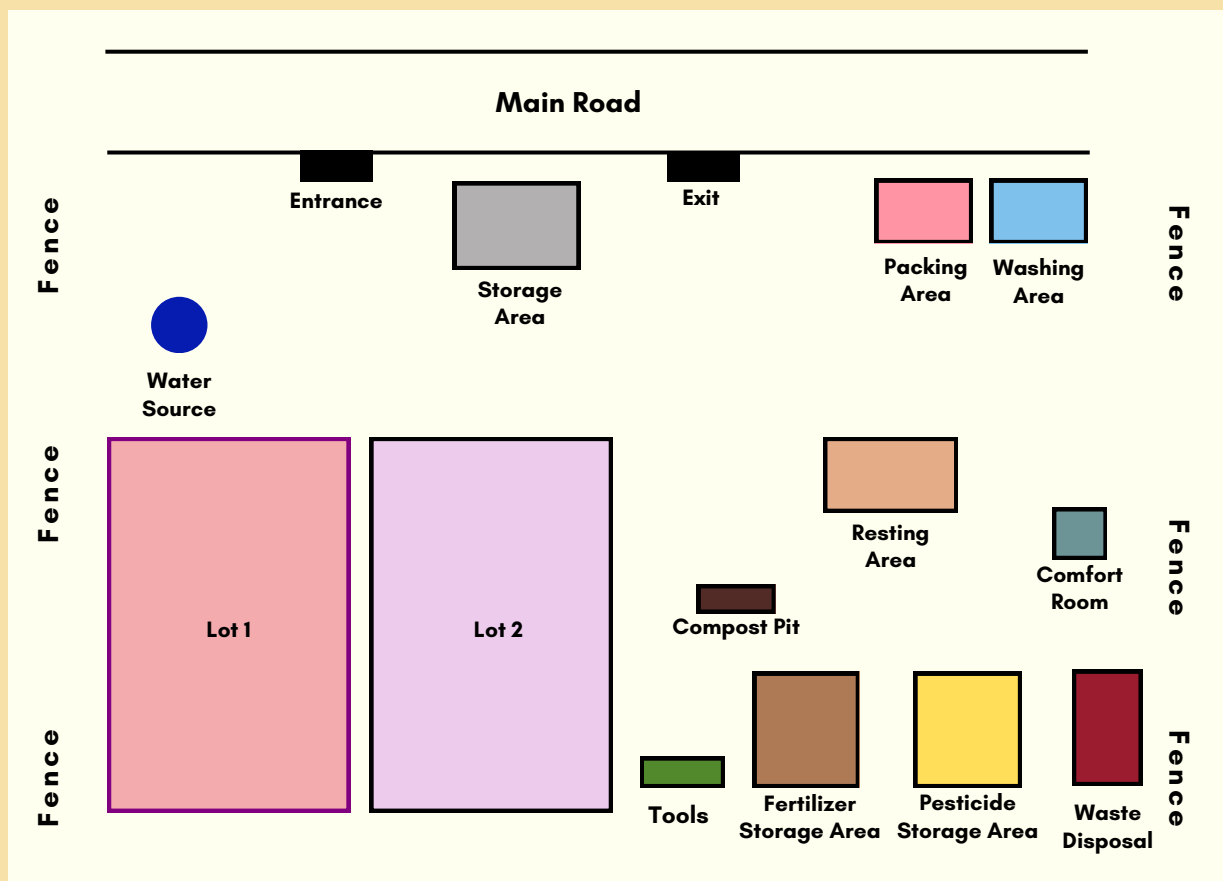 Main Road
Entrance
Exit
Storage
Area
Packing
Area
Washing
Area
Fence
Fence
Water
Source
Fence
Resting
Area
Fence
Comfort
Room
Lot 1
Lot 2
Compost Pit
Fence
Tools
Fertilizer
Storage Area
Pesticide
Storage Area
Waste
Disposal
Fence